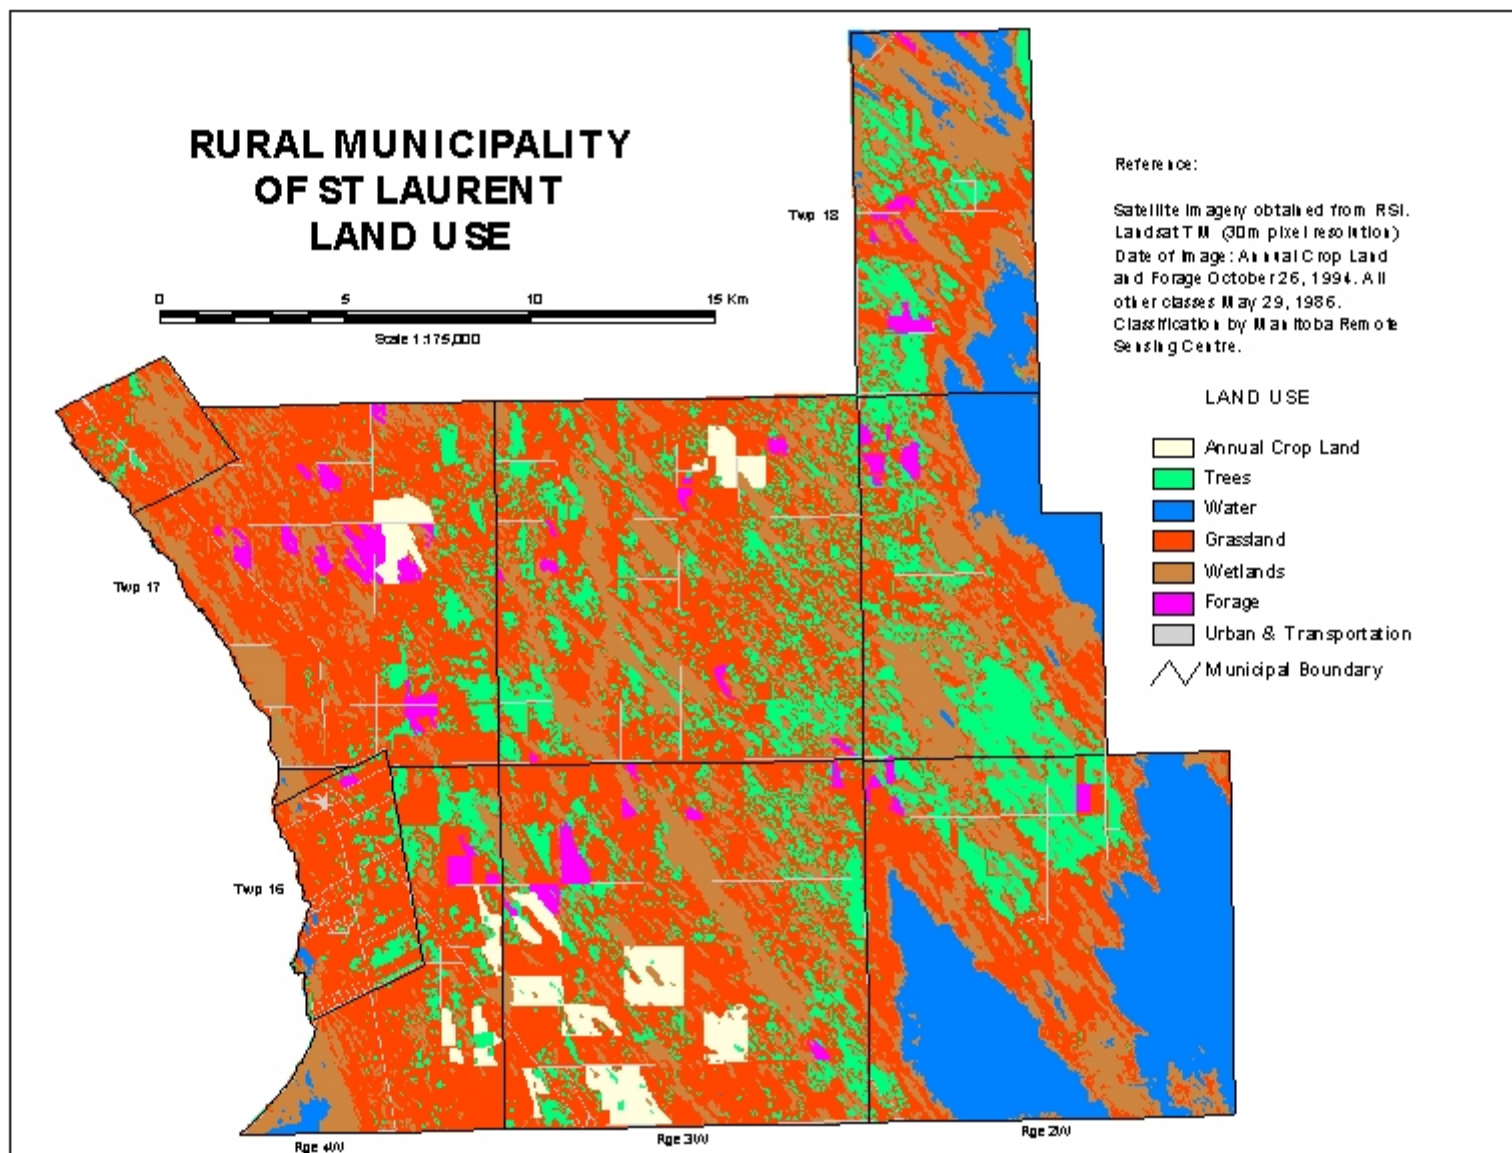 RURAL MUNICIPALITY
OF ST LAURENT
LAND USE
0 5 10 15 Km
Scale 1:175,000
Reference:
Satellite Imagery obtained from RSI.
Landsat TM (30m pixel resolution)
Date of Image: Annual Crop Land
and Forage October 26, 1994. All
other classes May 29, 1986.
Classification by Manitoba Remote
Sensing Centre.
LAND USE
Annual Crop Land
Trees
Water
Grassland
Wetlands
Forage
Urban & Transportation
Municipal Boundary
Twp 18
Twp 17
Twp 16
Rge 4W
Rge 3W
Rge 2W